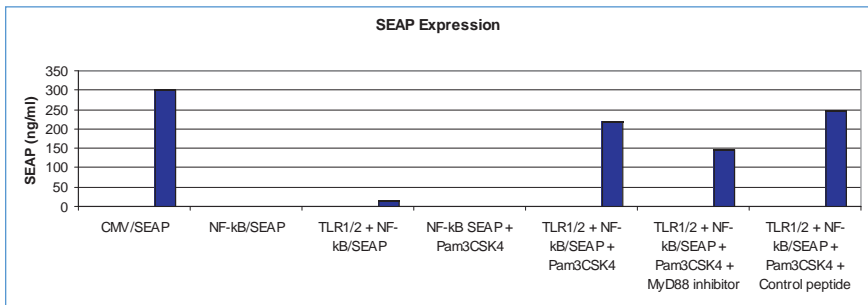 SEAP Expression
SEAP (ng/ml)
350
300
250
200
150
100
50
0
CMV/SEAP
NF-kB/SEAP
TLR1/2 + NF-
kB/SEAP
NF-kB SEAP +
Pam3CSK4
TLR1/2 + NF-
kB/SEAP +
Pam3CSK4
TLR1/2 + NF-
kB/SEAP +
Pam3CSK4 +
MyD88 inhibitor
TLR1/2 + NF-
kB/SEAP +
Pam3CSK4 +
Control peptide